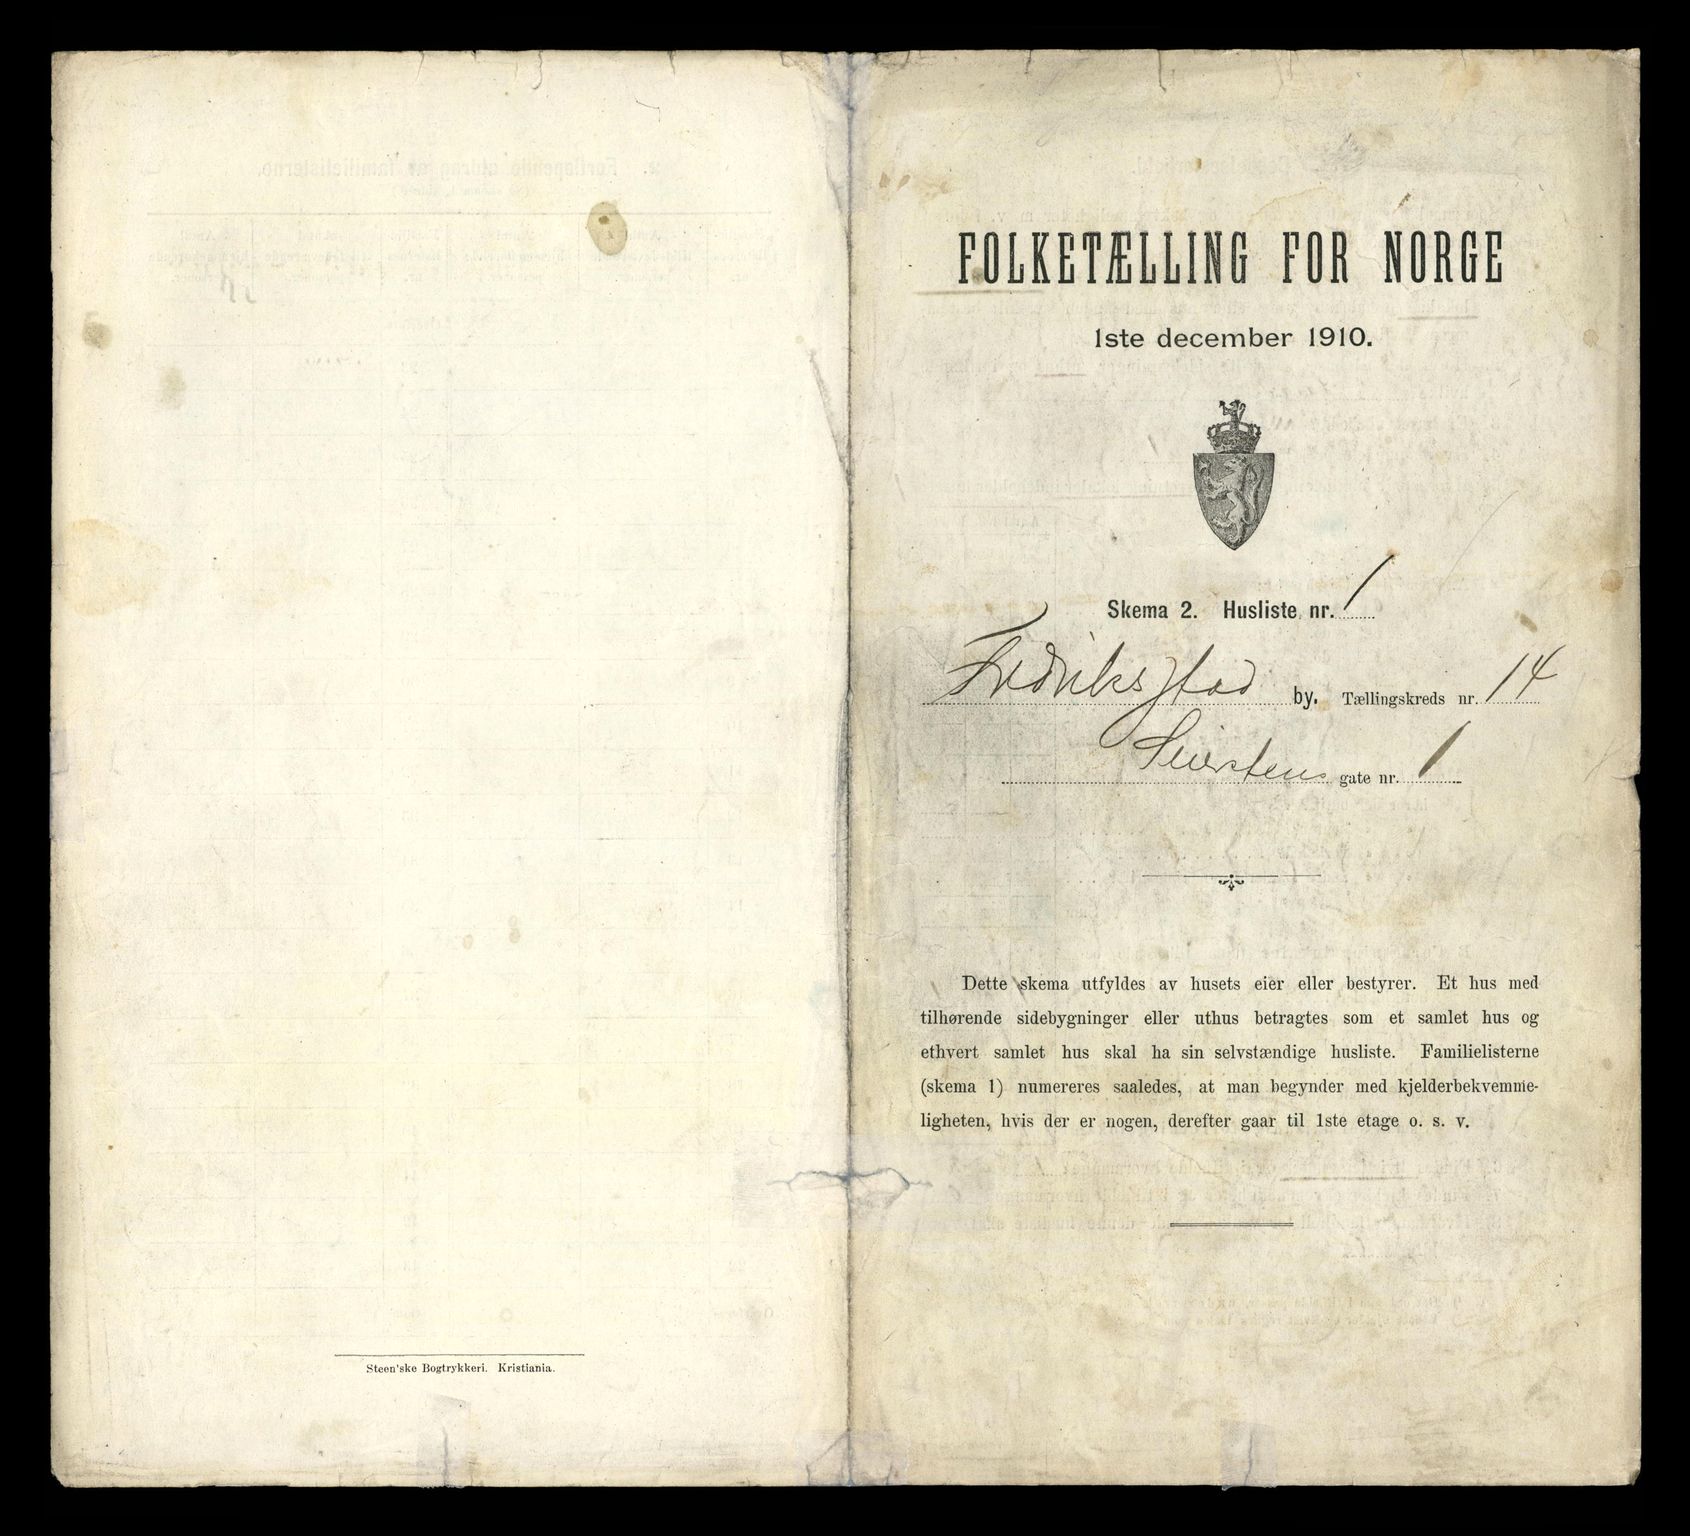 Steen'ske Bogtrykkeri. Kristiania.
FOLKETÆLLING FOR NORGE
1ste december 1910.
Skema 2. Husliste nr. 1
Fredriksstad by. Tællingskreds nr. 14
Seierstens gate nr. 1
Dette skema utfyldes av husets eier eller bestyrer. Et hus med
tilhørende sidebygninger eller uthus betragtes som et samlet hus og
ethvert samlet hus skal ha sin selvstændige husliste. Familielisterne
(skema 1) numereres saaledes, at man begynder med kjelderbekvemme-
ligheten, hvis der er nogen, derefter gaar til 1ste etage o. s. v.